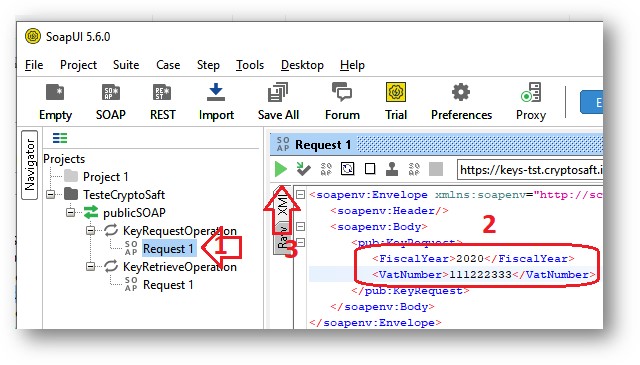 SoapUI 5.6.0
File Project Suite Case Step Tools Desktop Help
Empty SOAP REST Import Save All Forum Trial Preferences Proxy
Navigator
Projects
Project 1
TesteCryptoSaft
publicSOAP
KeyRequestOperation
Request 1
KeyRetrieveOperation
Request 1
1
SOAP Request 1
https://keys-tst.cryptosaft.i
XML
Raw
3
2
<soapenv:Envelope xmlns:soapenv="http://sc
<soapenv:Header/>
<soapenv:Body>
<pub:KeyRequest>
<FiscalYear>2020</FiscalYear>
<VatNumber>111222333</VatNumber>
</pub:KeyRequest>
</soapenv:Body>
</soapenv:Envelope>